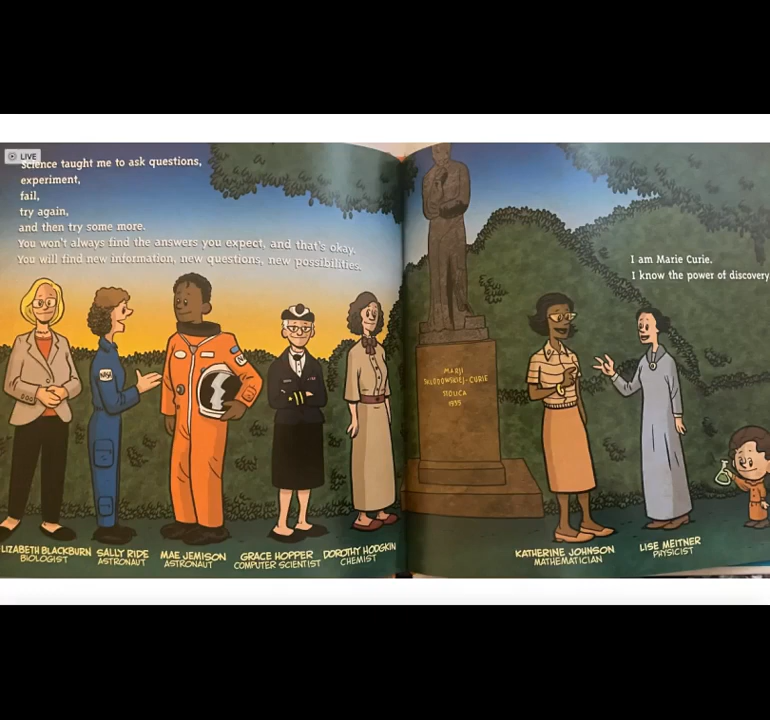 LIVE
Science taught me to ask questions,
experiment,
fail,
try again,
and then try some more.
You won't always find the answers you expect, and that's okay.
You will find new information, new questions, new possibilities.
I am Marie Curie.
I know the power of discovery
NASA
MARJI
SKŁODOWSKIEJ-CURIE
STOLICA
1935
LIZABETH BLACKBURN
BIOLOGIST
SALLY RIDE
ASTRONAUT
MAE JEMISON
ASTRONAUT
GRACE HOPPER
COMPUTER SCIENTIST
DOROTHY HODGKIN
CHEMIST
KATHERINE JOHNSON
MATHEMATICIAN
LISE MEITNER
PHYSICIST